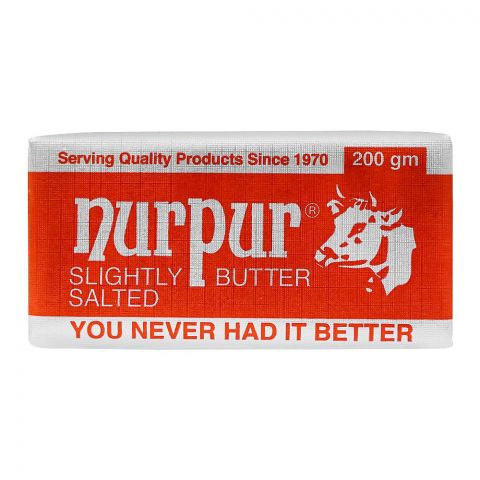 Serving Quality Products Since 1970 200 gm
nurpur®
SLIGHTLY BUTTER
SALTED
YOU NEVER HAD IT BETTER